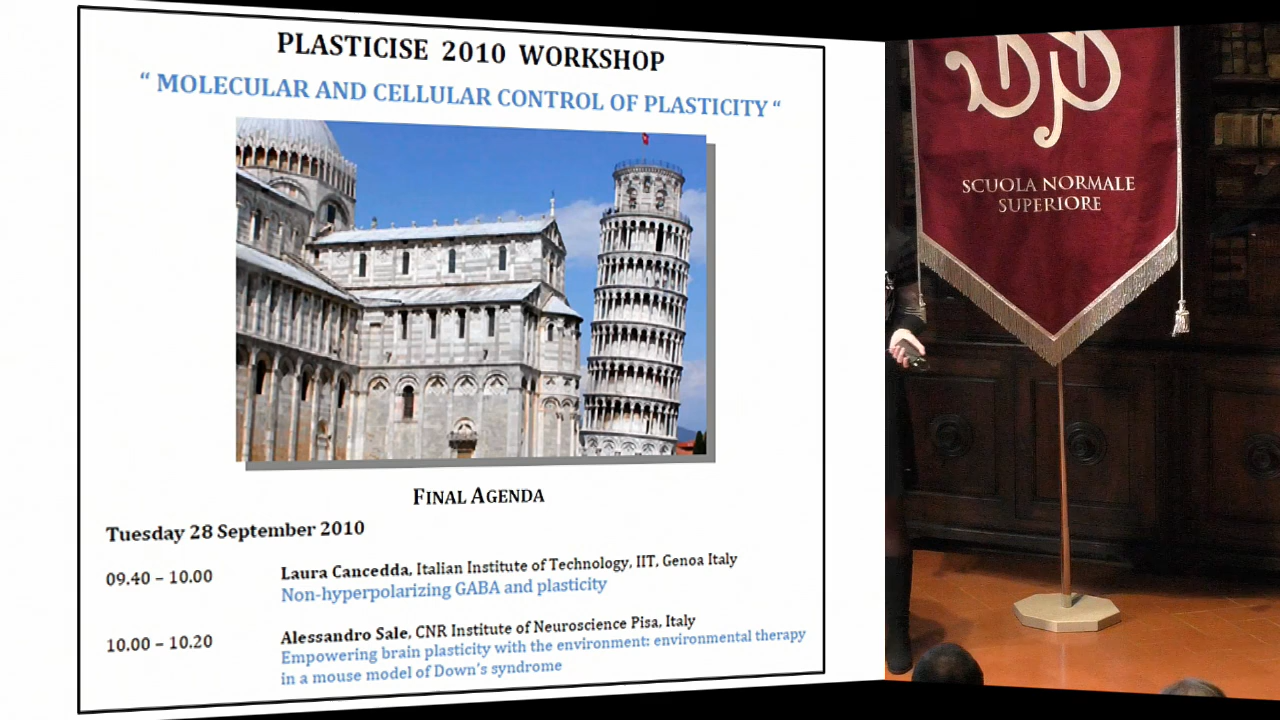 PLASTICISE 2010 WORKSHOP
“ MOLECULAR AND CELLULAR CONTROL OF PLASTICITY “
FINAL AGENDA
Tuesday 28 September 2010
09.40 – 10.00
Laura Cancedda, Italian Institute of Technology, IIT, Genoa Italy
Non-hyperpolarizing GABA and plasticity
10.00 – 10.20
Alessandro Sale, CNR Institute of Neuroscience Pisa, Italy
Empowering brain plasticity with the environment: environmental therapy
in a mouse model of Down's syndrome
SCUOLA NORMALE
SUPERIORE